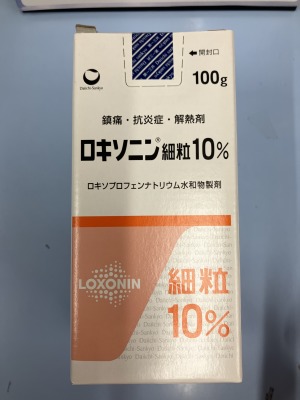 Daiichi-Sankyo
開封口
100g
鎮痛・抗炎症・解熱剤
ロキソニン®細粒10%
ロキソプロフェンナトリウム水和物製剤
LOXONIN
細粒
10%